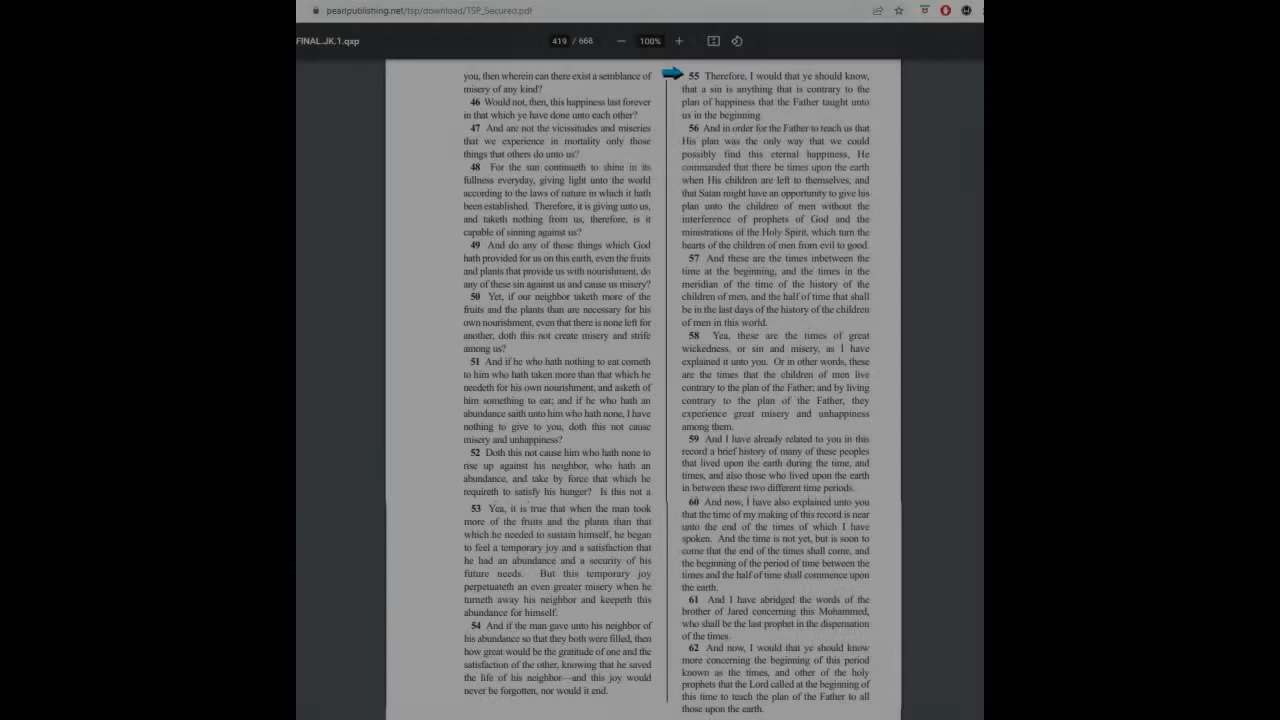 pearlpublishing.net/tsp/download/TSP_Secured.pdf
FINAL.JK.1.qxp
419 / 668
100%
you, then wherein can there exist a semblance of
misery of any kind?
46 Would not, then, this happiness last forever
in that which ye have done unto each other?
47 And are not the vicissitudes and miseries
that we experience in mortality only those
things that others do unto us?
48 For the sun continueth to shine in its
fullness everyday, giving light unto the world
according to the laws of nature in which it hath
been established. Therefore, it is giving unto us,
and taketh nothing from us, therefore, is it
capable of sinning against us?
49 And do any of those things which God
hath provided for us on this earth, even the fruits
and plants that provide us with nourishment, do
any of these sin against us and cause us misery?
50 Yet, if our neighbor taketh more of the
fruits and the plants than are necessary for his
own nourishment, even that there is none left for
another, doth this not create misery and strife
among us?
51 And if he who hath nothing to eat cometh
to him who hath taken more than that which he
needeth for his own nourishment, and asketh of
him something to eat; and if he who hath an
abundance saith unto him who hath none, I have
nothing to give to you, doth this not cause
misery and unhappiness?
52 Doth this not cause him who hath none to
rise up against his neighbor, who hath an
abundance, and take by force that which he
requireth to satisfy his hunger? Is this not a
53 Yea, it is true that when the man took
more of the fruits and the plants than that
which he needed to sustain himself, he began
to feel a temporary joy and a satisfaction that
he had an abundance and a security of his
future needs. But this temporary joy
perpetuateth an even greater misery when he
turneth away his neighbor and keepeth this
abundance for himself.
54 And if the man gave unto his neighbor of
his abundance so that they both were filled, then
how great would be the gratitude of one and the
satisfaction of the other, knowing that he saved
the life of his neighbor—and this joy would
never be forgotten, nor would it end.
55 Therefore, I would that ye should know,
that a sin is anything that is contrary to the
plan of happiness that the Father taught unto
us in the beginning
56 And in order for the Father to teach us that
His plan was the only way that we could
possibly find this eternal happiness, He
commanded that there be times upon the earth
when His children are left to themselves, and
that Satan might have an opportunity to give his
plan unto the children of men without the
interference of prophets of God and the
ministrations of the Holy Spirit, which turn the
hearts of the children of men from evil to good.
57 And these are the times inbetween the
time at the beginning, and the times in the
meridian of the time of the history of the
children of men, and the half of time that shall
be in the last days of the history of the children
of men in this world.
58 Yea, these are the times of great
wickedness, or sin and misery, as I have
explained it unto you. Or in other words, these
are the times that the children of men live
contrary to the plan of the Father; and by living
contrary to the plan of the Father, they
experience great misery and unhappiness
among them.
59 And I have already related to you in this
record a brief history of many of these peoples
that lived upon the earth during the time, and
times, and also those who lived upon the earth
in between these two different time periods.
60 And now, I have also explained unto you
that the time of my making of this record is near
unto the end of the times of which I have
spoken. And the time is not yet, but is soon to
come that the end of the times shall come, and
the beginning of the period of time between the
times and the half of time shall commence upon
the earth.
61 And I have abridged the words of the
brother of Jared concerning this Mohammed,
who shall be the last prophet in the dispensation
of the times.
62 And now, I would that ye should know
more concerning the beginning of this period
known as the times, and other of the holy
prophets that the Lord called at the beginning of
this time to teach the plan of the Father to all
those upon the earth.